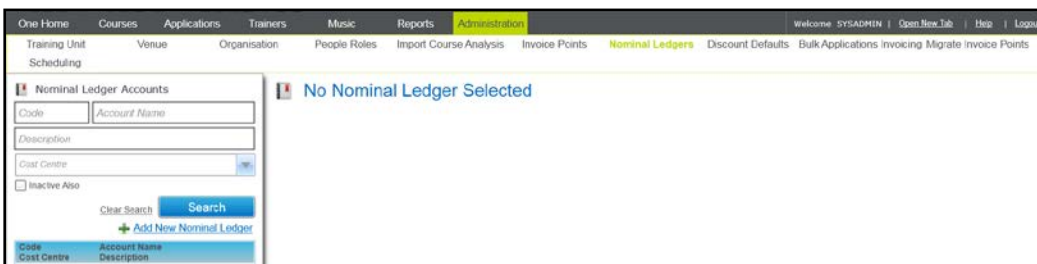 One Home Courses Applications Trainers Music Reports Administration Welcome SYSADMIN | Open New Tab | Help | Logou
Training Unit Venue Organisation People Roles Import Course Analysis Invoice Points Nominal Ledgers Discount Defaults Bulk Applications Invoicing Migrate Invoice Points
Scheduling
Nominal Ledger Accounts
No Nominal Ledger Selected
Code Account Name
Description
Cost Centre
Inactive Also
Clear Search Search
Add New Nominal Ledger
Code Account Name
Cost Centre Description